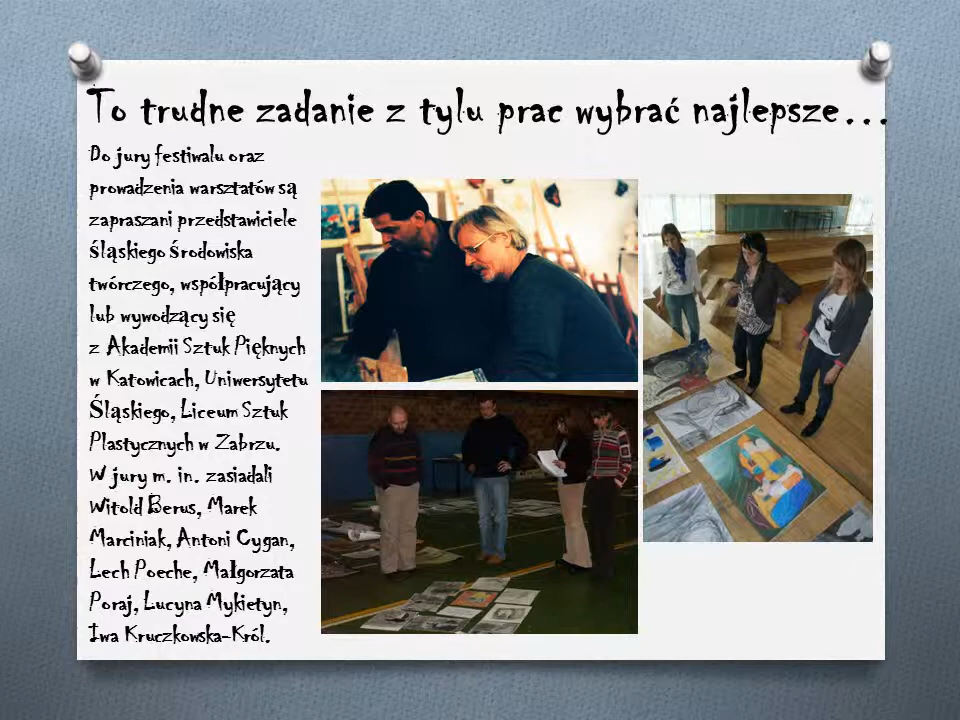 To trudne zadanie z tylu prac wybrać najlepsze...
Do jury festiwalu oraz
prowadzenia warsztatów są
zapraszani przedstawiciele
śląskiego środowiska
twórczego, współpracujący
lub wywodzący się
z Akademii Sztuk Pięknych
w Katowicach, Uniwersytetu
Śląskiego, Liceum Sztuk
Plastycznych w Zabrzu.
W jury m. in. zasiadali
Witold Berus, Marek
Marciniak, Antoni Cygan,
Lech Poeche, Małgorzata
Poraj, Lucyna Mykietyn,
Iwa Kruczkowska-Król.